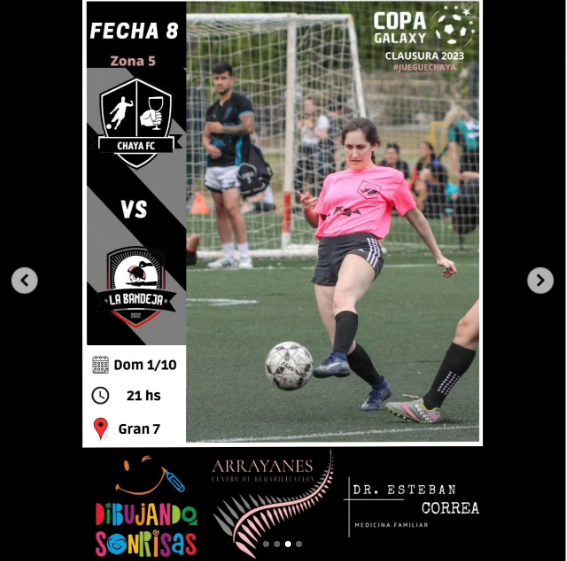 FECHA 8
Zona 5
CHAYA FC
VS
LA BANDEJA
2022
Dom 1/10
21 hs
Gran 7
COPA
GALAXY
CLAUSURA 2023
#JUEGUECHAYA
DIBUJANDO
SONRISAS
ARRAYANES
CENTRO DE REHABILITACIÓN
DR. ESTEBAN
CORREA
MEDICINA FAMILIAR